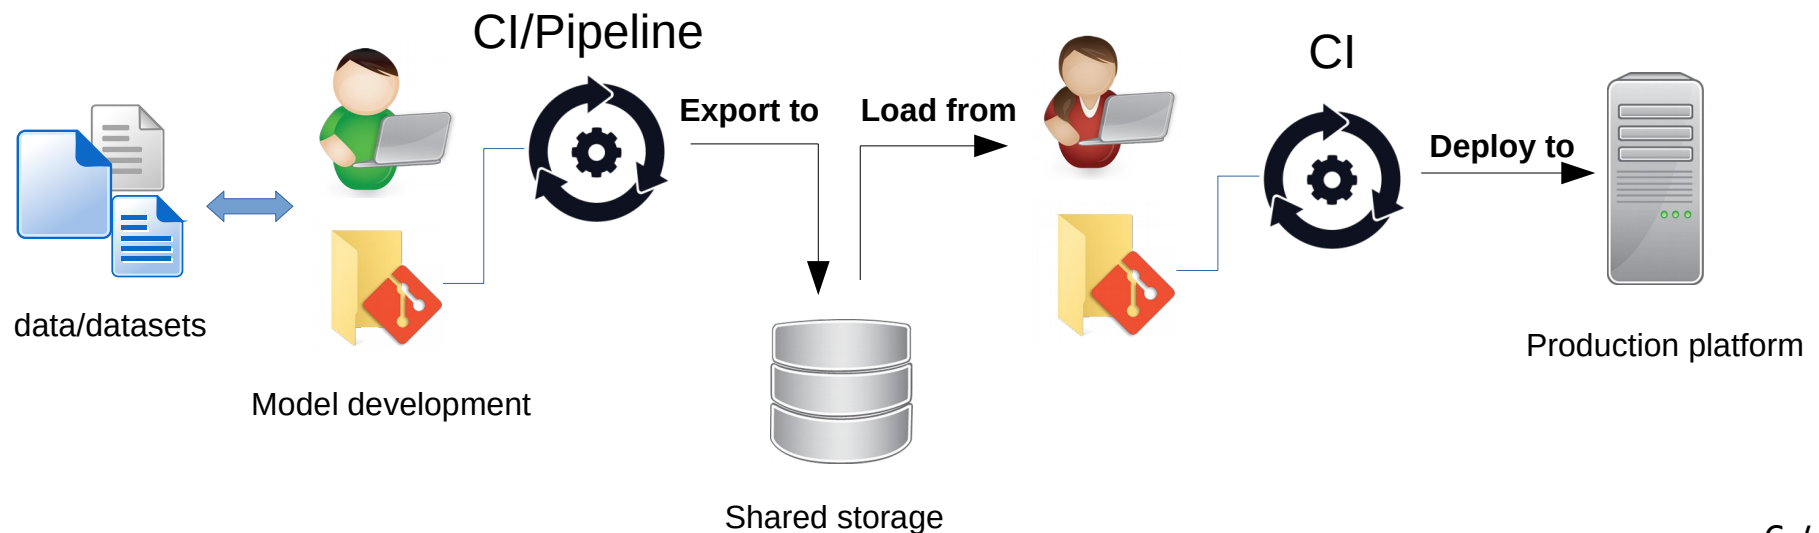 CI/Pipeline
CI
Export to
Load from
Deploy to
data/datasets
Production platform
Model development
Shared storage